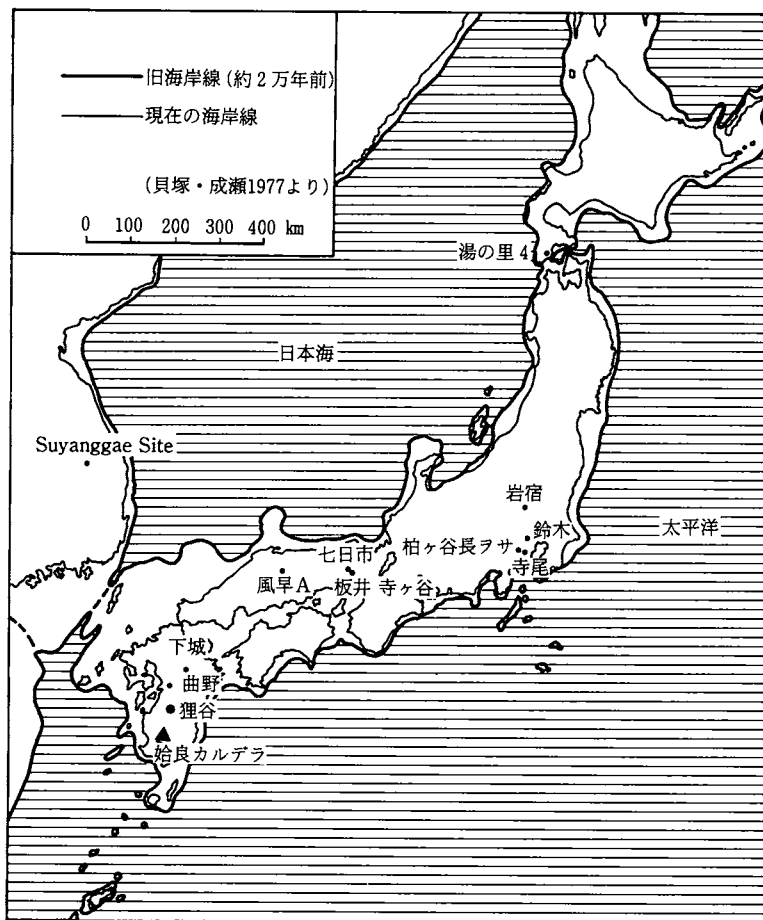 旧海岸線 (約2万年前)
現在の海岸線
(貝塚・成瀬1977より)
0 100 200 300 400 km
湯の里4
日本海
Suyanggae Site
岩宿
鈴木
太平洋
柏ヶ谷長ヲサ
寺尾
七日市
風早A
板井 寺ヶ谷
下城
曲野
狸谷
姶良カルデラ